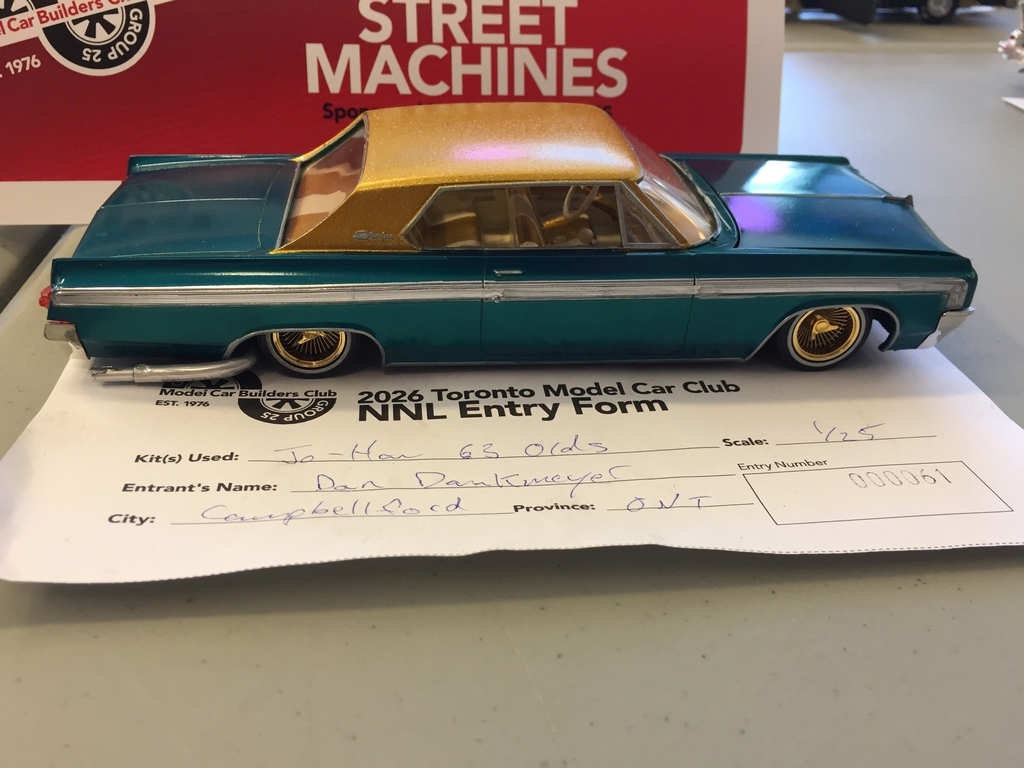 STREET
MACHINES
Model Car Builders Club
GROUP 25
1976
Model Car Builders Club
EST. 1976
GROUP 25
2026 Toronto Model Car Club
NNL Entry Form
Kit(s) Used: Jo-Han 63 Olds Scale: 1/25
Entrant's Name: Dan Dankmeyer
City: Campbellford Province: ONT
Entry Number
000061